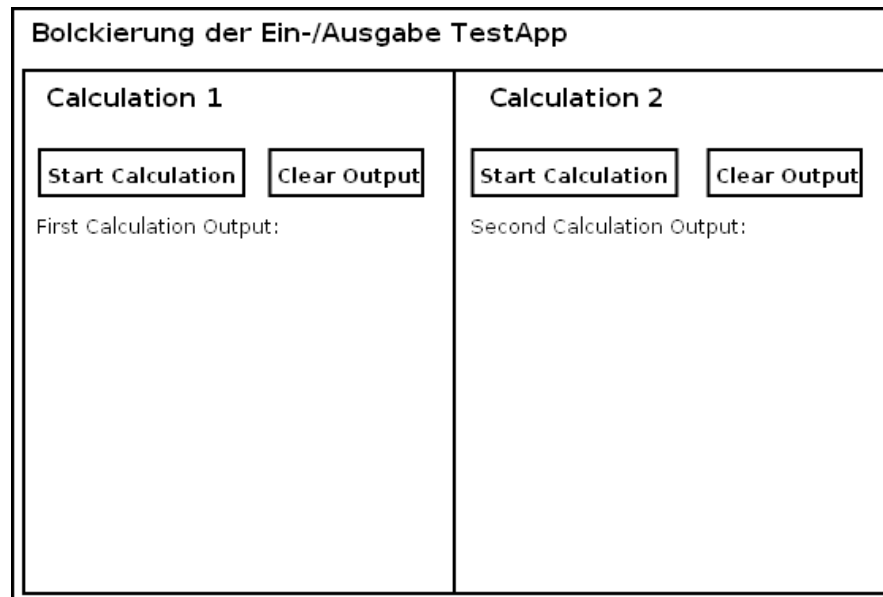 Bolckierung der Ein-/Ausgabe TestApp
Calculation 1
Start Calculation Clear Output
First Calculation Output:
Calculation 2
Start Calculation Clear Output
Second Calculation Output: